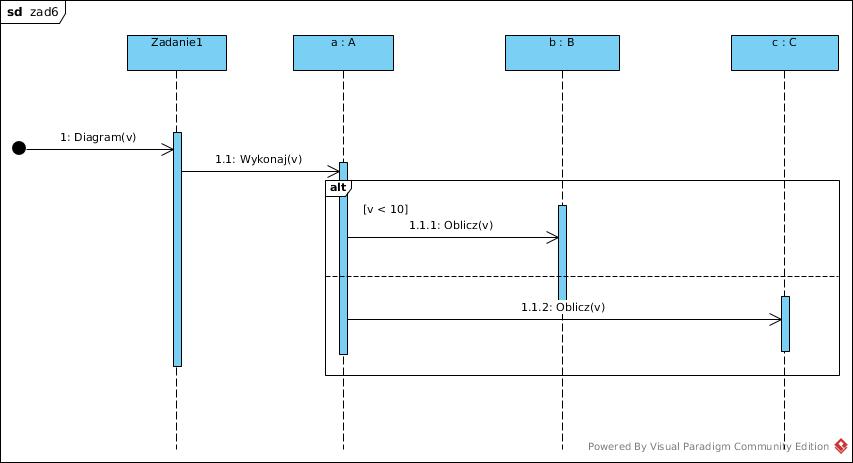 sd zad6
Zadanie1
a : A
b : B
c : C
1: Diagram(v)
1.1: Wykonaj(v)
alt
[v < 10]
1.1.1: Oblicz(v)
1.1.2: Oblicz(v)
Powered By Visual Paradigm Community Edition